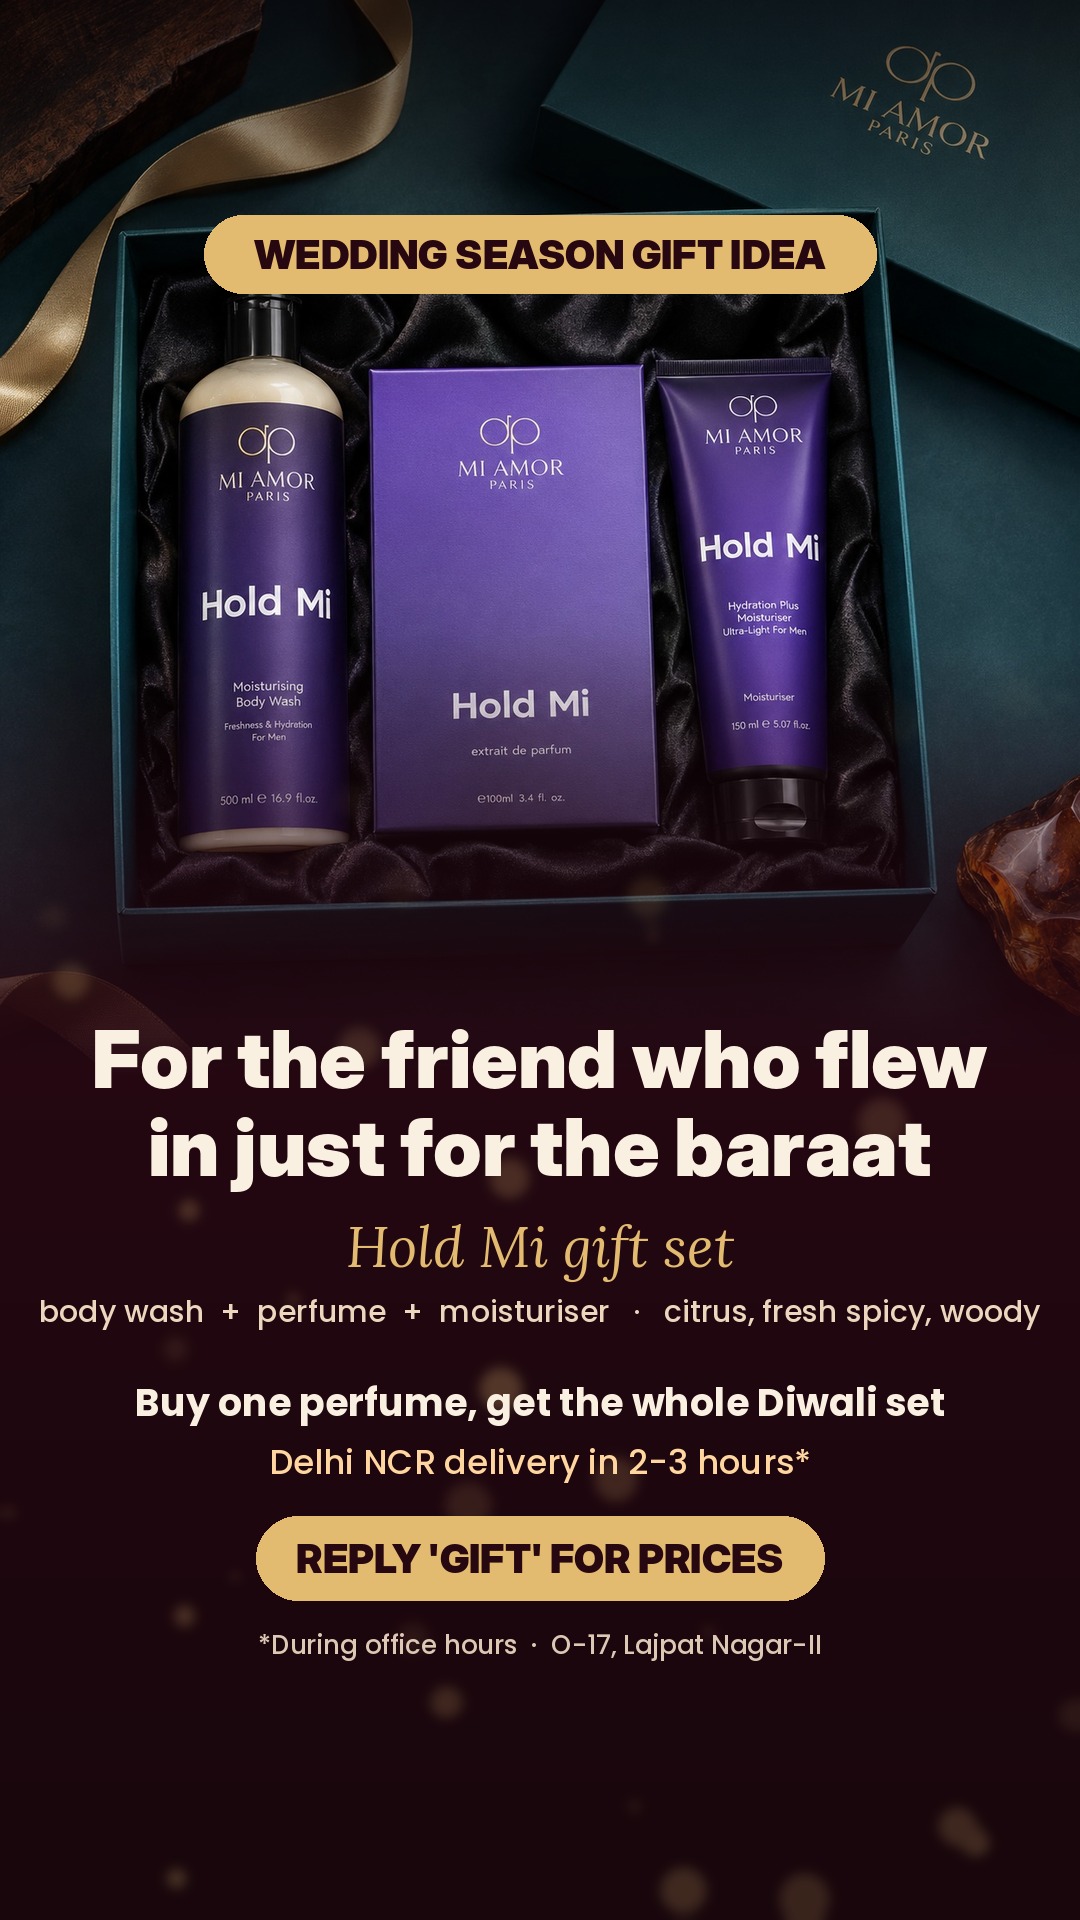 MI AMOR
PARIS
WEDDING SEASON GIFT IDEA
MI AMOR
PARIS
Hold Mi
Moisturising
Body Wash
Freshness & Hydration
For Men
500 ml ℮ 16.9 fl.oz.
MI AMOR
PARIS
Hold Mi
extrait de parfum
℮100ml 3.4 fl. oz.
MI AMOR
PARIS
Hold Mi
Hydration Plus
Moisturiser
Ultra-Light For Men
Moisturiser
150 ml ℮ 5.07 fl.oz.
For the friend who flew
in just for the baraat
Hold Mi gift set
body wash + perfume + moisturiser · citrus, fresh spicy, woody
Buy one perfume, get the whole Diwali set
Delhi NCR delivery in 2-3 hours*
REPLY 'GIFT' FOR PRICES
*During office hours · O-17, Lajpat Nagar-II